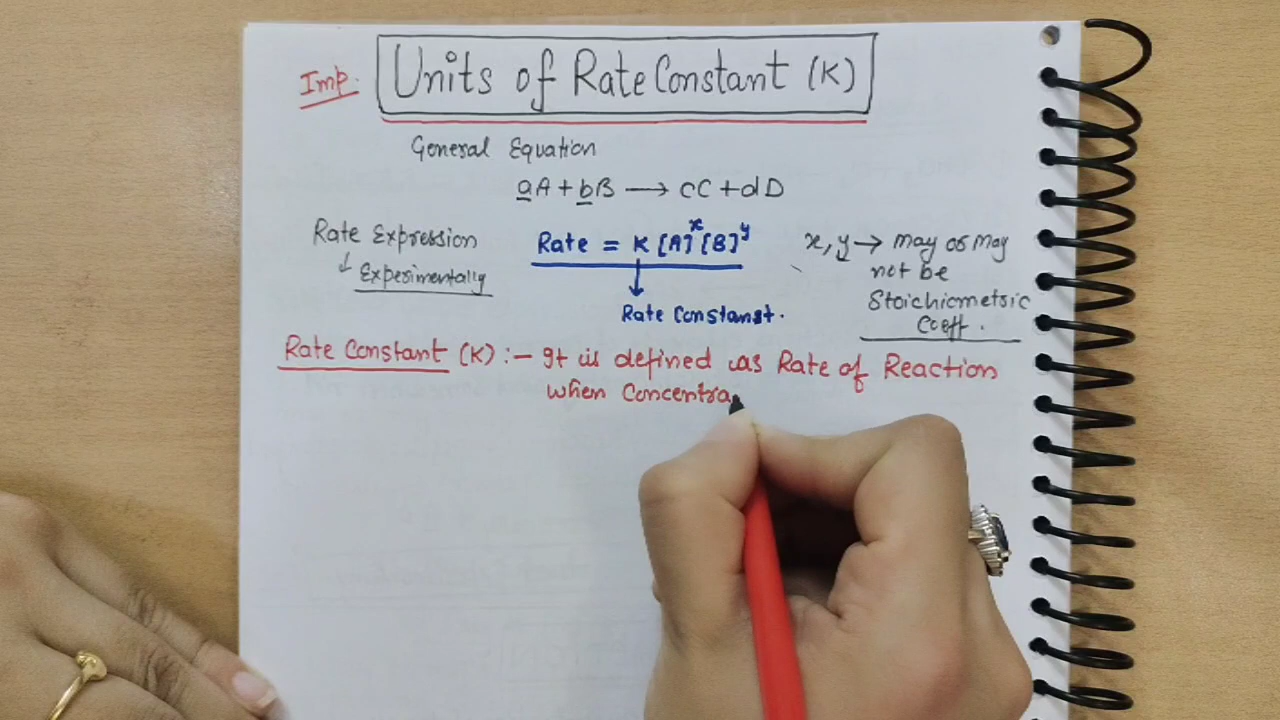 Imp.
Units of Rate Constant (K)
General Equation
aA + bB → cC + dD
Rate Expression
↓ Experimentally
Rate = K [A]^x [B]^y
Rate Constant.
x, y → May or May
not be
Stoichiometric
Coeff.
Rate Constant (K) :- It is defined as Rate of Reaction
when Concentra